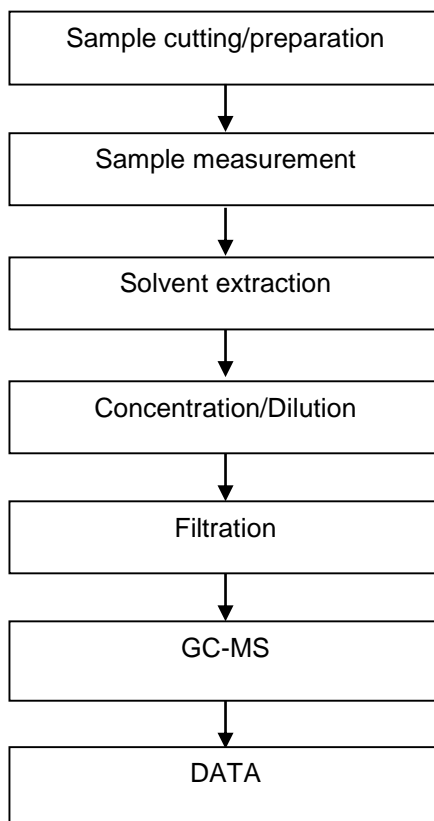 Sample cutting/preparation
Sample measurement
Solvent extraction
Concentration/Dilution
Filtration
GC-MS
DATA